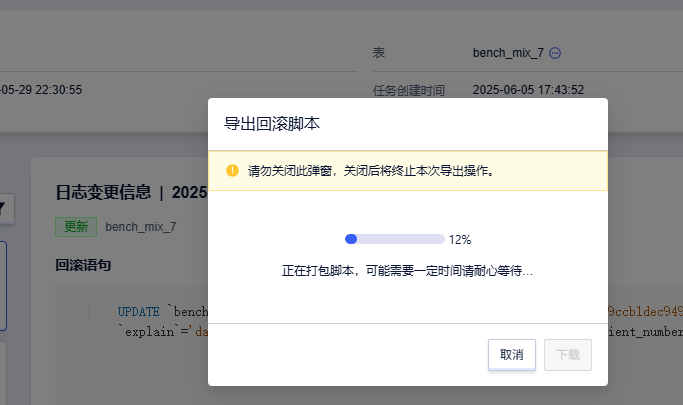 表 bench_mix_7
-05-29 22:30:55
任务创建时间 2025-06-05 17:43:52
导出回滚脚本
请勿关闭此弹窗，关闭后将终止本次导出操作。
日志变更信息 | 2025
更新 bench_mix_7
12%
正在打包脚本，可能需要一定时间请耐心等待...
回滚语句
1 UPDATE `bench 9ccb1dec949
`explain`='da ient_number
取消 下载